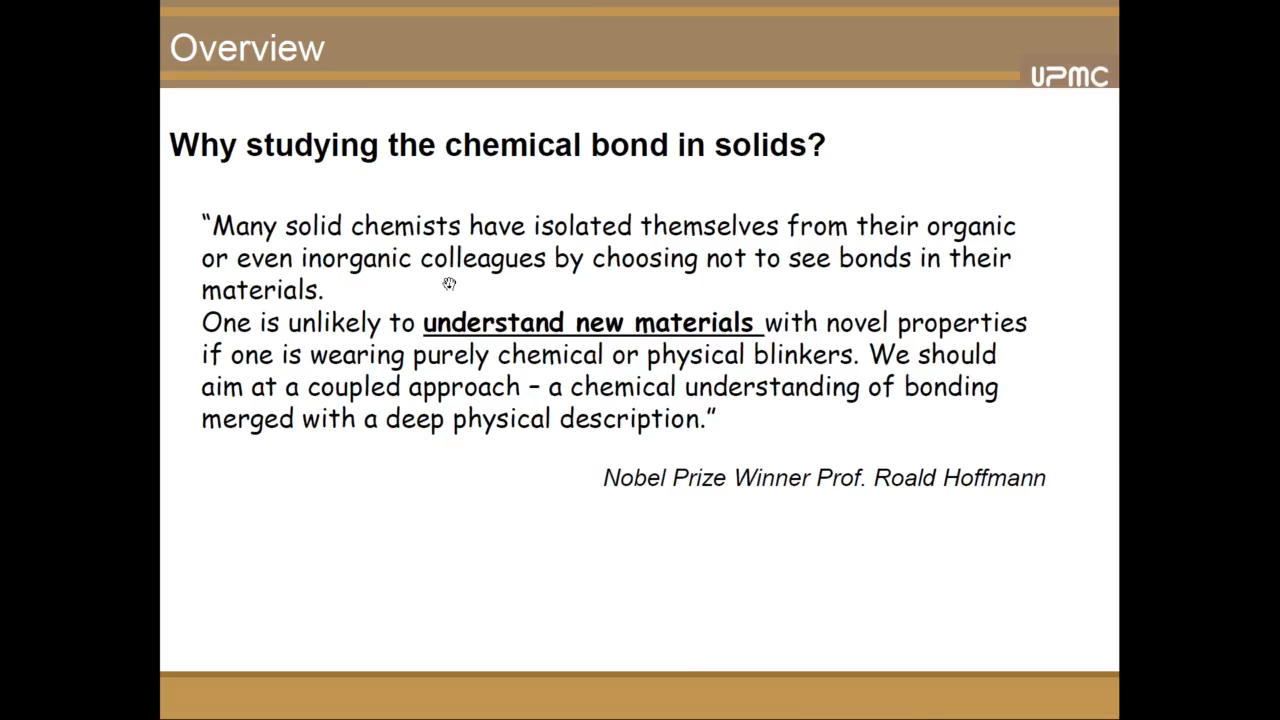 Overview
UPMC
Why studying the chemical bond in solids?
“Many solid chemists have isolated themselves from their organic
or even inorganic colleagues by choosing not to see bonds in their
materials.
One is unlikely to understand new materials with novel properties
if one is wearing purely chemical or physical blinkers. We should
aim at a coupled approach – a chemical understanding of bonding
merged with a deep physical description.”
Nobel Prize Winner Prof. Roald Hoffmann